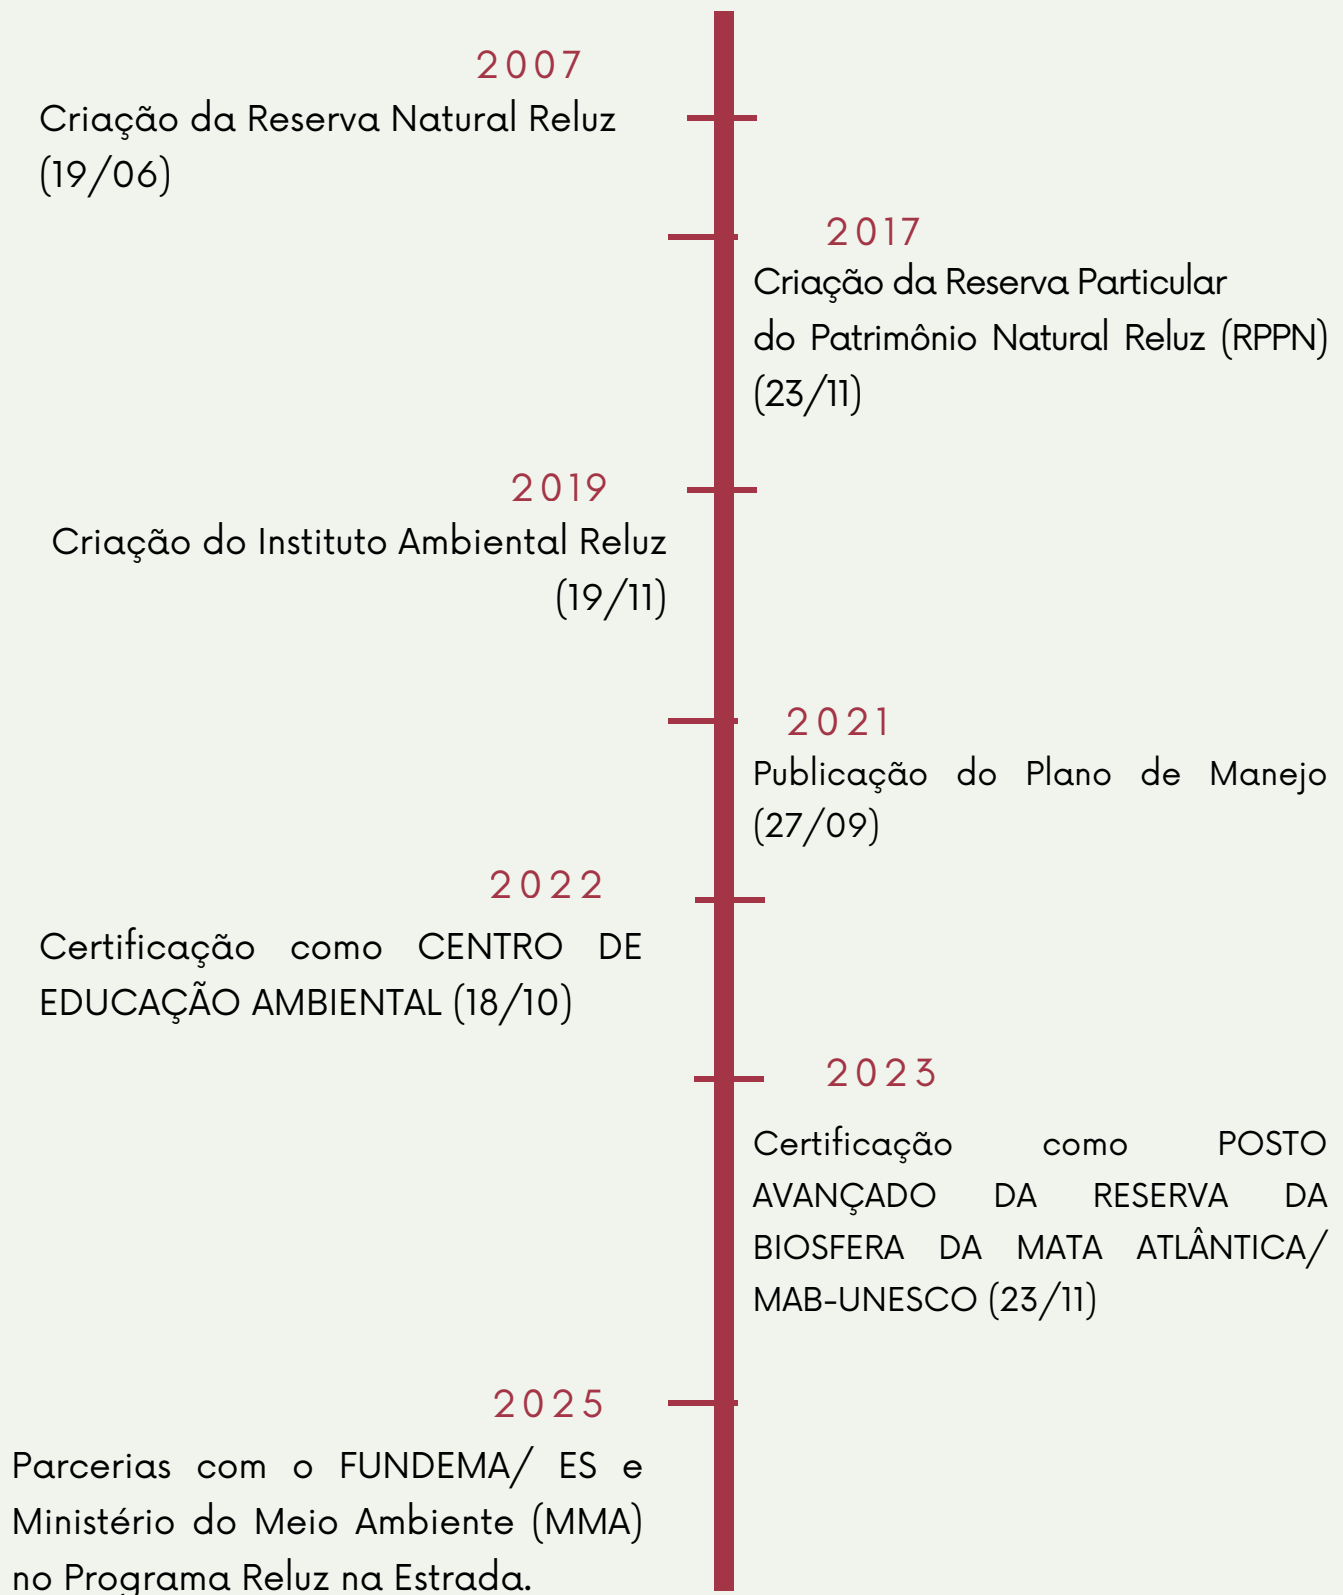 2007
Criação da Reserva Natural Reluz
(19/06)
2017
Criação da Reserva Particular
do Patrimônio Natural Reluz (RPPN)
(23/11)
2019
Criação do Instituto Ambiental Reluz
(19/11)
2021
Publicação do Plano de Manejo
(27/09)
2022
Certificação como CENTRO DE
EDUCAÇÃO AMBIENTAL (18/10)
2023
Certificação como POSTO
AVANÇADO DA RESERVA DA
BIOSFERA DA MATA ATLÂNTICA/
MAB-UNESCO (23/11)
2025
Parcerias com o FUNDEMA/ ES e
Ministério do Meio Ambiente (MMA)
no Programa Reluz na Estrada.